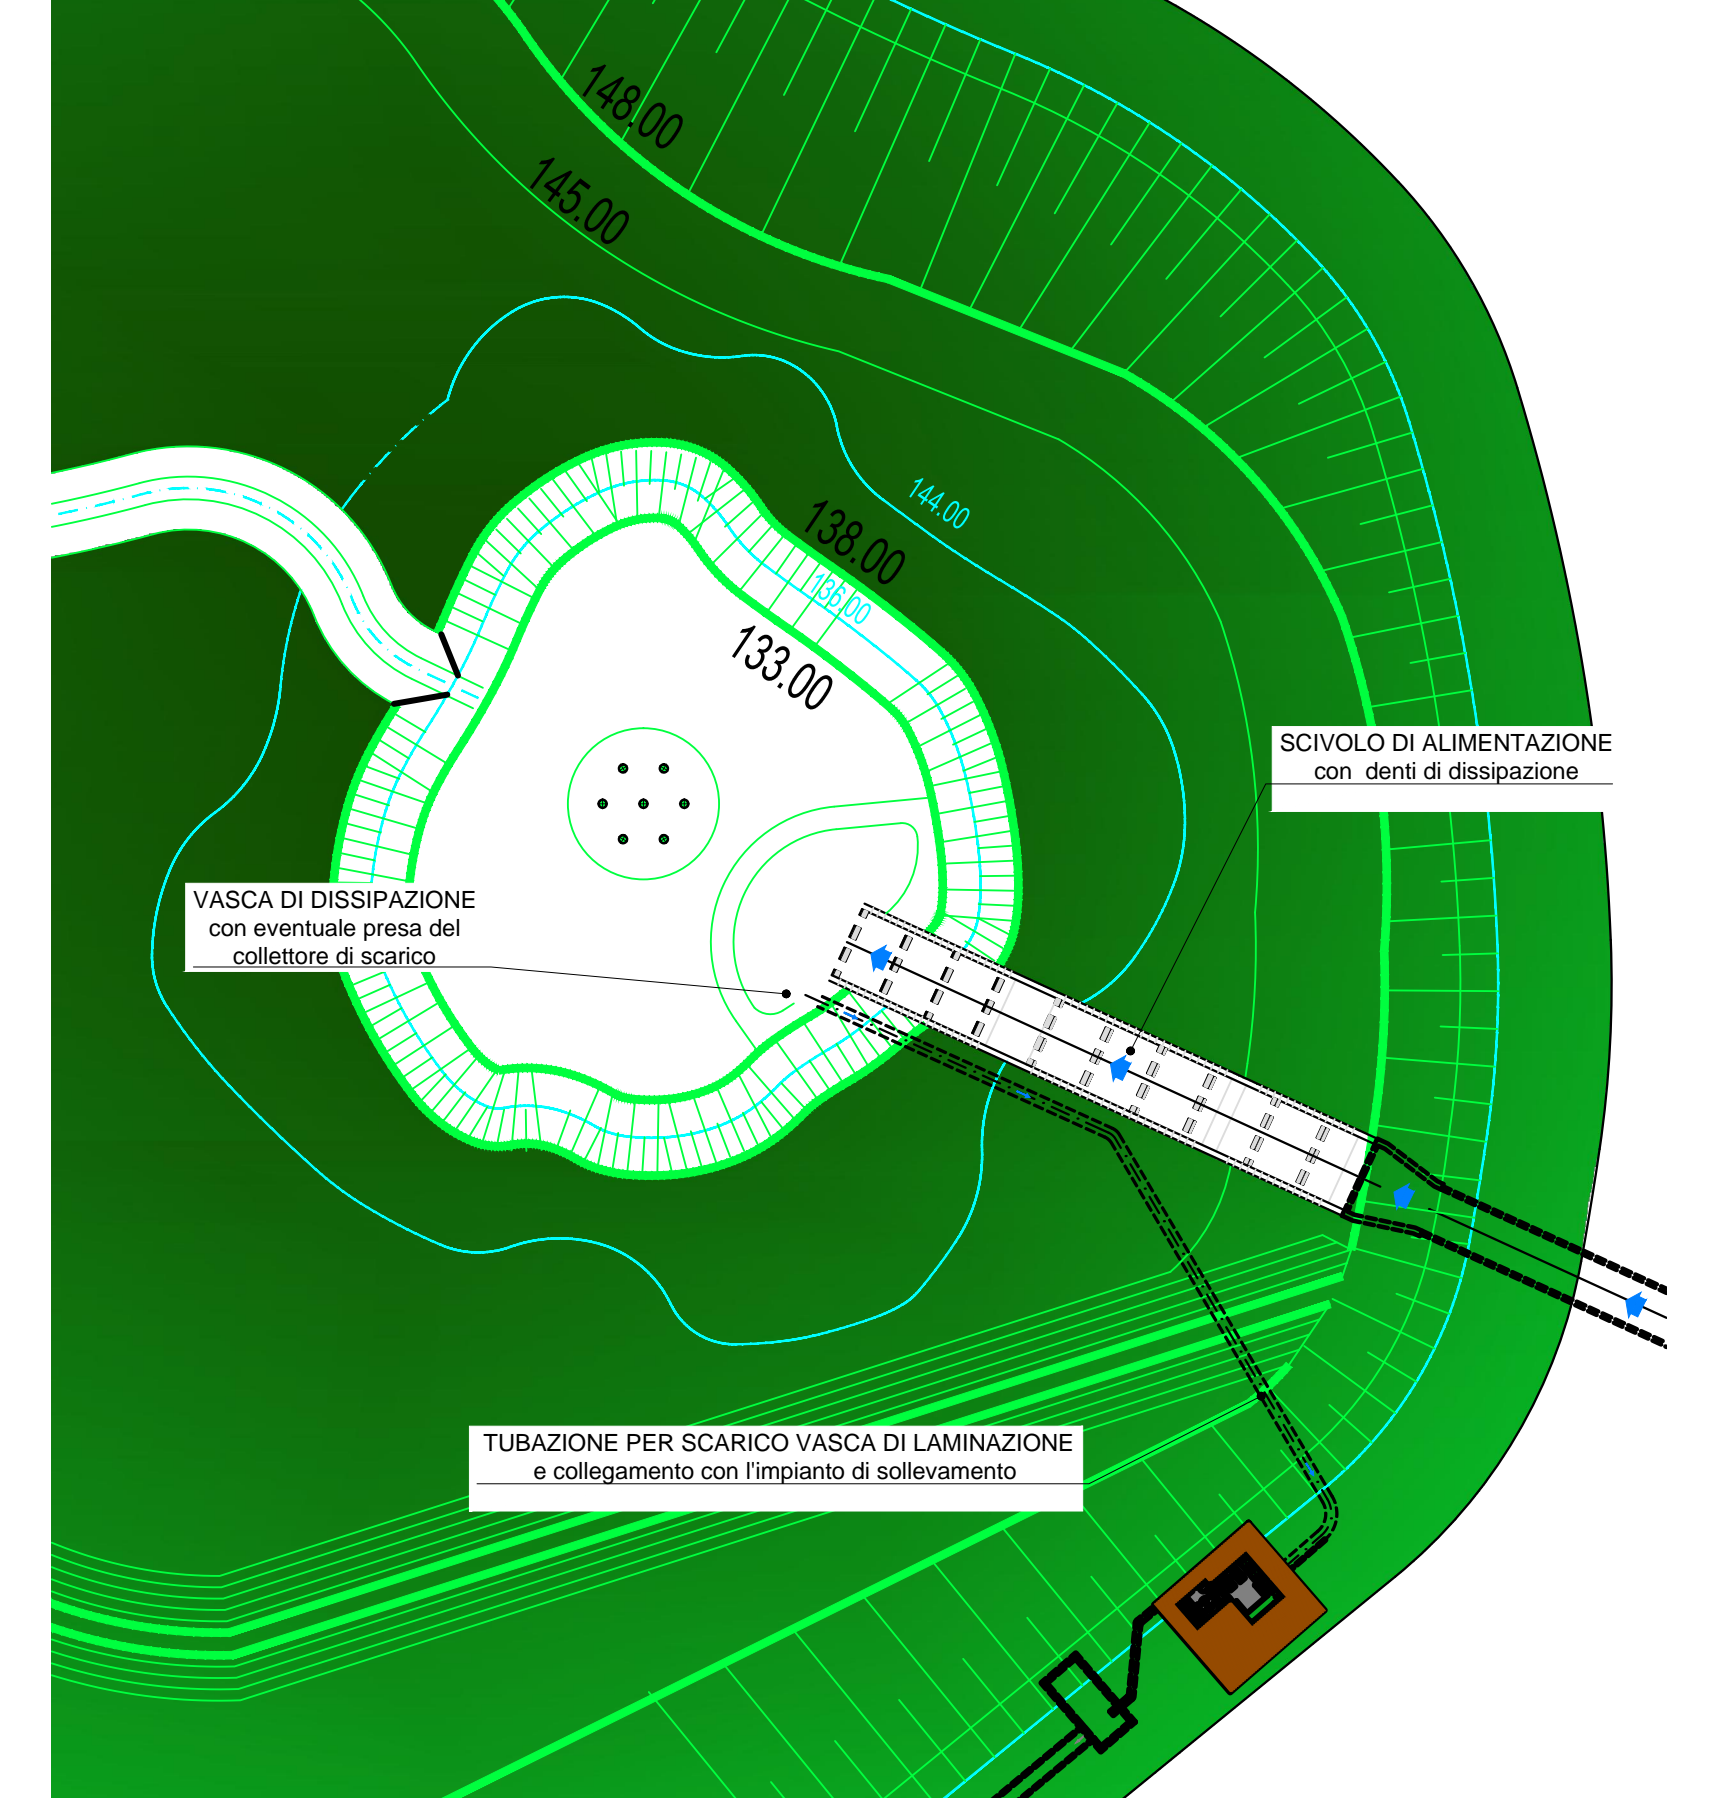 148.00
145.00
144.00
138.00
136.00
133.00
SCIVOLO DI ALIMENTAZIONE
con denti di dissipazione
VASCA DI DISSIPAZIONE
con eventuale presa del
collettore di scarico
TUBAZIONE PER SCARICO VASCA DI LAMINAZIONE
e collegamento con l'impianto di sollevamento